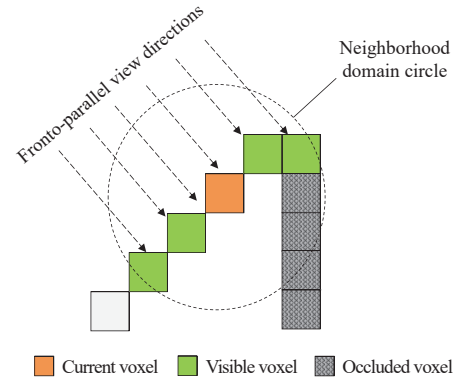 Neighborhood
domain circle
Fronto-parallel view directions
Current voxel
Visible voxel
Occluded voxel